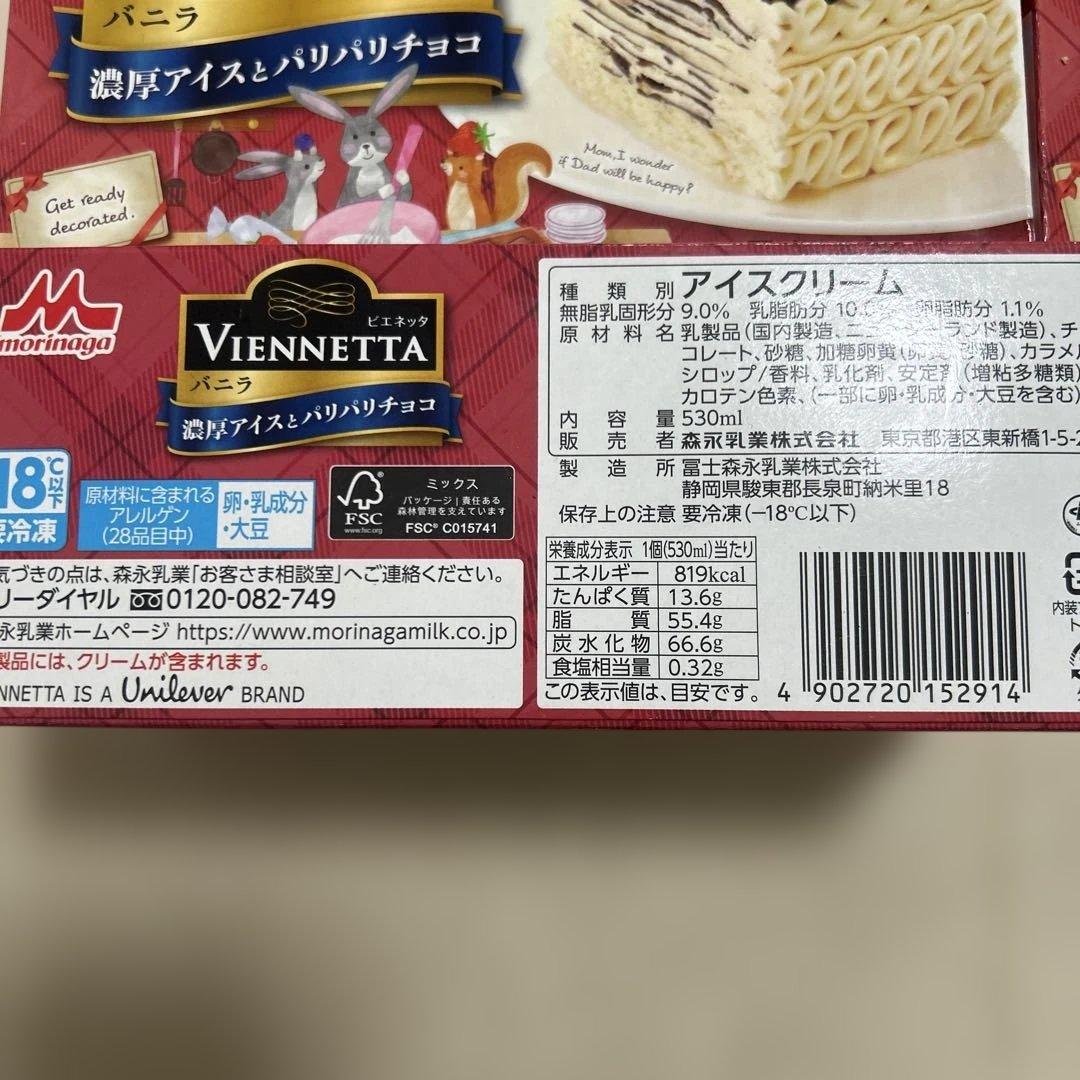 バニラ
濃厚アイスとパリパリチョコ
Mom, I wonder
if Dad will be happy?
Get ready
decorated.
morinaga
ビエネッタ
VIENNETTA
バニラ
濃厚アイスとパリパリチョコ
18℃以下
要冷凍
原材料に含まれる
アレルゲン
(28品目中)
卵・乳成分
・大豆
FSC
www.fsc.org
ミックス
パッケージ|責任ある
森林管理を支えています
FSC® C015741
気づきの点は、森永乳業「お客さま相談室」へご連絡ください。
リーダイヤル 0120-082-749
永乳業ホームページ https://www.morinagamilk.co.jp
製品には、クリームが含まれます。
NNETTA IS A Unilever BRAND
種類別 アイスクリーム
無脂乳固形分 9.0% 乳脂肪分 10. 卵脂肪分 1.1%
原材料名 乳製品(国内製造、ニ ランド製造)、チ
コレート、砂糖、加糖卵黄( 砂糖)、カラメル
シロップ/香料、乳化剤、安定剤(増粘多糖類)
カロテン色素、(一部に卵・乳成分・大豆を含む)
内容量 530ml
販売者 森永乳業株式会社 東京都港区東新橋1-5-2
製造所 冨士森永乳業株式会社
静岡県駿東郡長泉町納米里18
保存上の注意 要冷凍(−18℃以下)
栄養成分表示 1個(530ml)当たり
エネルギー 819kcal
たんぱく質 13.6g
脂質 55.4g
炭水化物 66.6g
食塩相当量 0.32g
この表示値は、目安です。
4 902720 152914
内装